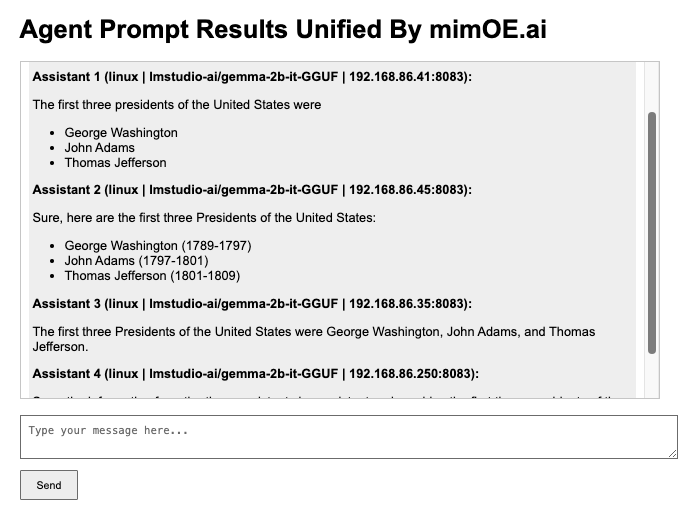 Agent Prompt Results Unified By mimOE.ai
Assistant 1 (linux | lmstudio-ai/gemma-2b-it-GGUF | 192.168.86.41:8083):
The first three presidents of the United States were
• George Washington
• John Adams
• Thomas Jefferson
Assistant 2 (linux | lmstudio-ai/gemma-2b-it-GGUF | 192.168.86.45:8083):
Sure, here are the first three Presidents of the United States:
• George Washington (1789-1797)
• John Adams (1797-1801)
• Thomas Jefferson (1801-1809)
Assistant 3 (linux | lmstudio-ai/gemma-2b-it-GGUF | 192.168.86.35:8083):
The first three Presidents of the United States were George Washington, John Adams, and Thomas
Jefferson.
Assistant 4 (linux | lmstudio-ai/gemma-2b-it-GGUF | 192.168.86.250:8083):
Type your message here...
Send